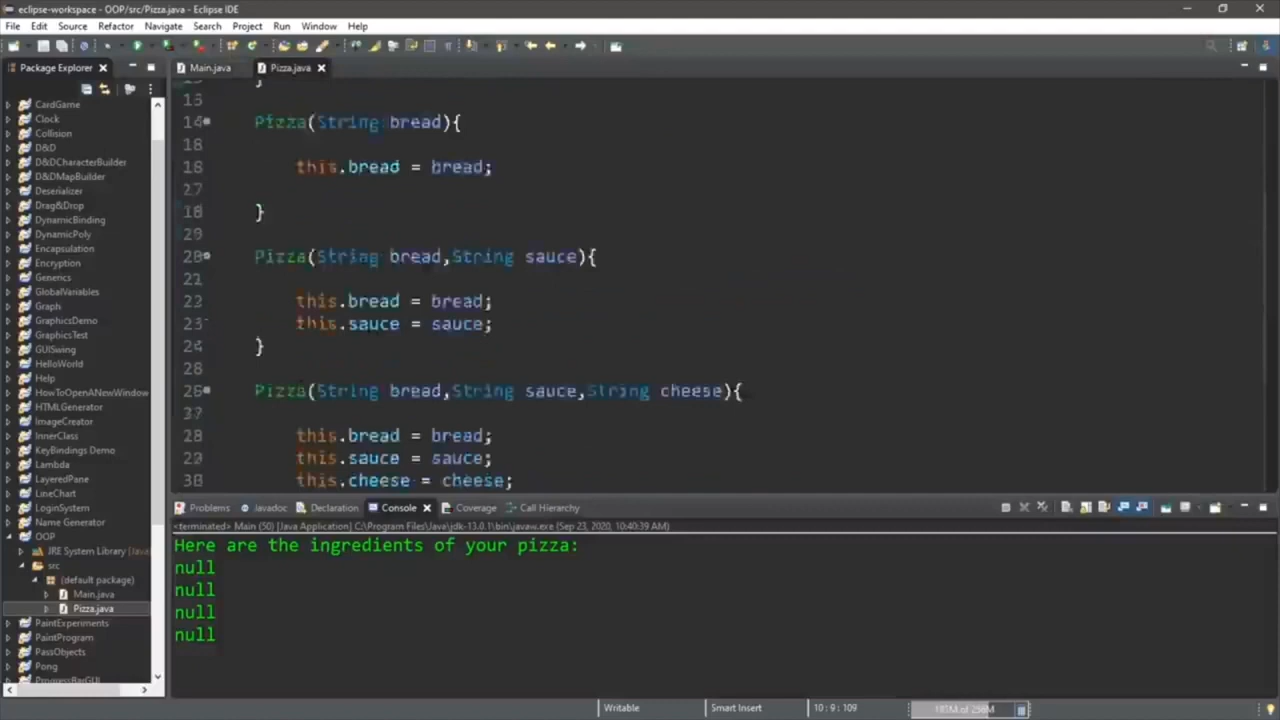 eclipse-workspace - OOP/src/Pizza.java - Eclipse IDE
File Edit Source Refactor Navigate Search Project Run Window Help
Package Explorer
Main.java Pizza.java
CardGame
Clock
Collision
D&D
D&DCharacterBuilder
D&DMapBuilder
Deserializer
Drag&Drop
DynamicBinding
DynamicPoly
Encapsulation
Encryption
Generics
GlobalVariables
Graph
GraphicsDemo
GraphicsTest
GUISwing
HelloWorld
Help
HowToOpenANewWindow
HTMLGenerator
ImageCreator
InnerClass
KeyBindings Demo
Lambda
LayeredPane
LineChart
LoginSystem
Name Generator
OOP
JRE System Library [Java
src
(default package)
Main.java
Pizza.java
PaintExperiments
PaintProgram
PassObjects
Pong
ProgressBarGUI
}
Pizza(String bread){
this.bread = bread;
}
Pizza(String bread,String sauce){
21
22 this.bread = bread;
this.sauce = sauce;
24 }
Pizza(String bread,String sauce,String cheese){
this.bread = bread;
this.sauce = sauce;
this.cheese = cheese;
Problems Javadoc Declaration Console Coverage Call Hierarchy
<terminated> Main (50) [Java Application] C:\Program Files\Java\jdk-13.0.1\bin\javaw.exe (Sep 23, 2020, 10:40:39 AM)
Here are the ingredients of your pizza:
null
null
null
null
Writable Smart Insert 10 : 9 : 109